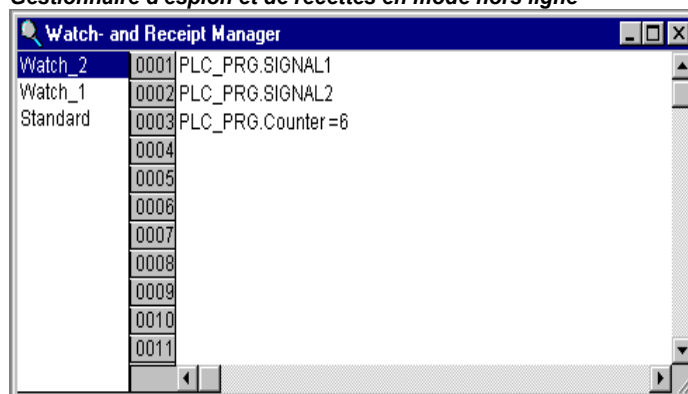 Gestionnaire d'espion et de recettes en mode hors ligne
Watch- and Receipt Manager
Watch_2
Watch_1
Standard
0001 PLC_PRG.SIGNAL1
0002 PLC_PRG.SIGNAL2
0003 PLC_PRG.Counter=6
0004
0005
0006
0007
0008
0009
0010
0011